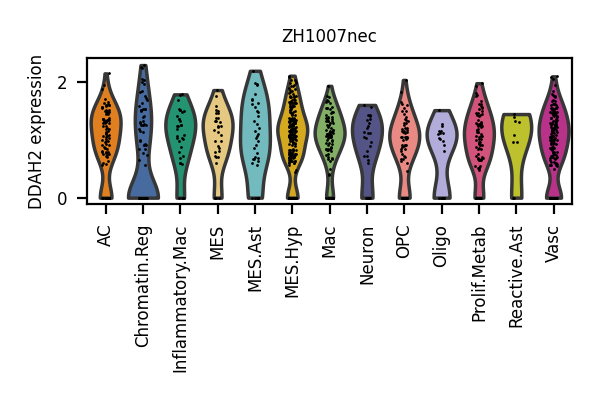 ZH1007nec
DDAH2 expression
2
0
AC
Chromatin.Reg
Inflammatory.Mac
MES
MES.Ast
MES.Hyp
Mac
Neuron
OPC
Oligo
Prolif.Metab
Reactive.Ast
Vasc